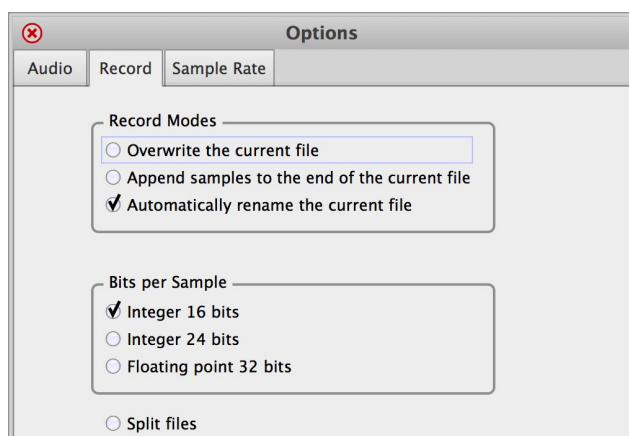 Options
Audio Record Sample Rate
Record Modes
Overwrite the current file
Append samples to the end of the current file
Automatically rename the current file
Bits per Sample
Integer 16 bits
Integer 24 bits
Floating point 32 bits
Split files